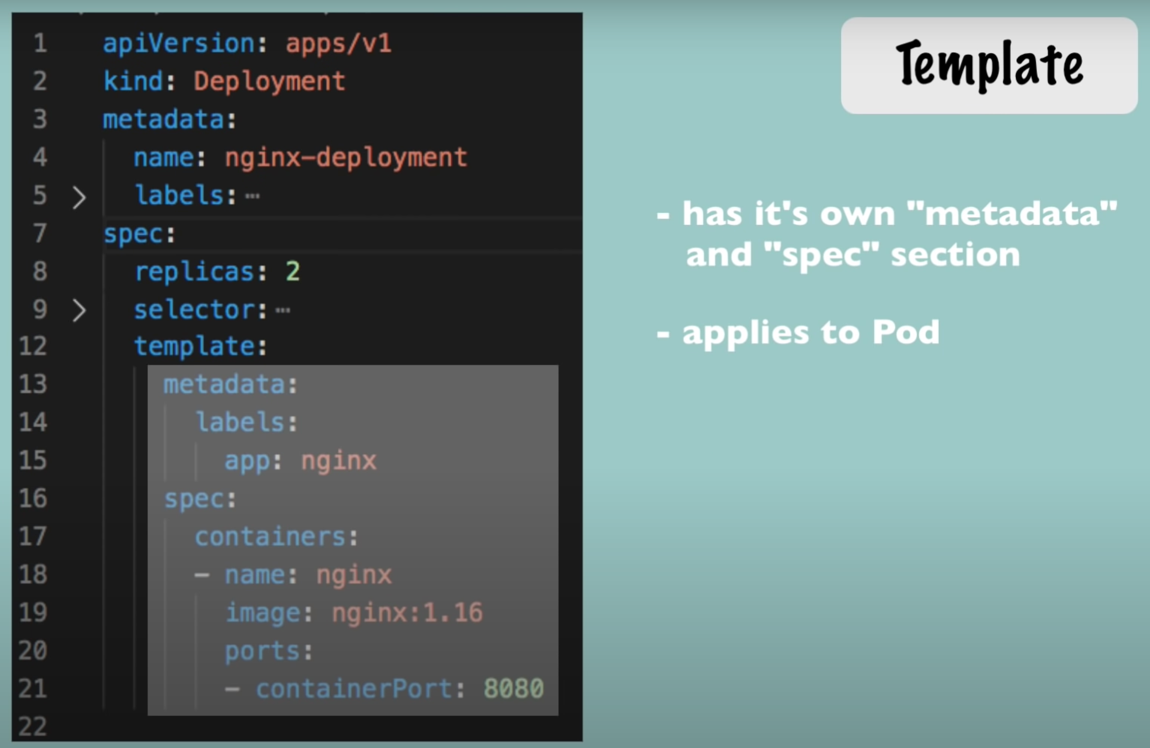 Template
1 apiVersion: apps/v1
2 kind: Deployment
3 metadata:
4   name: nginx-deployment
5 >   labels:⋯
7 spec:
8   replicas: 2
9 >   selector:⋯
12   template:
13     metadata:
14       labels:
15         app: nginx
16     spec:
17       containers:
18       - name: nginx
19         image: nginx:1.16
20         ports:
21         - containerPort: 8080
22
- has it's own "metadata"
and "spec" section
- applies to Pod